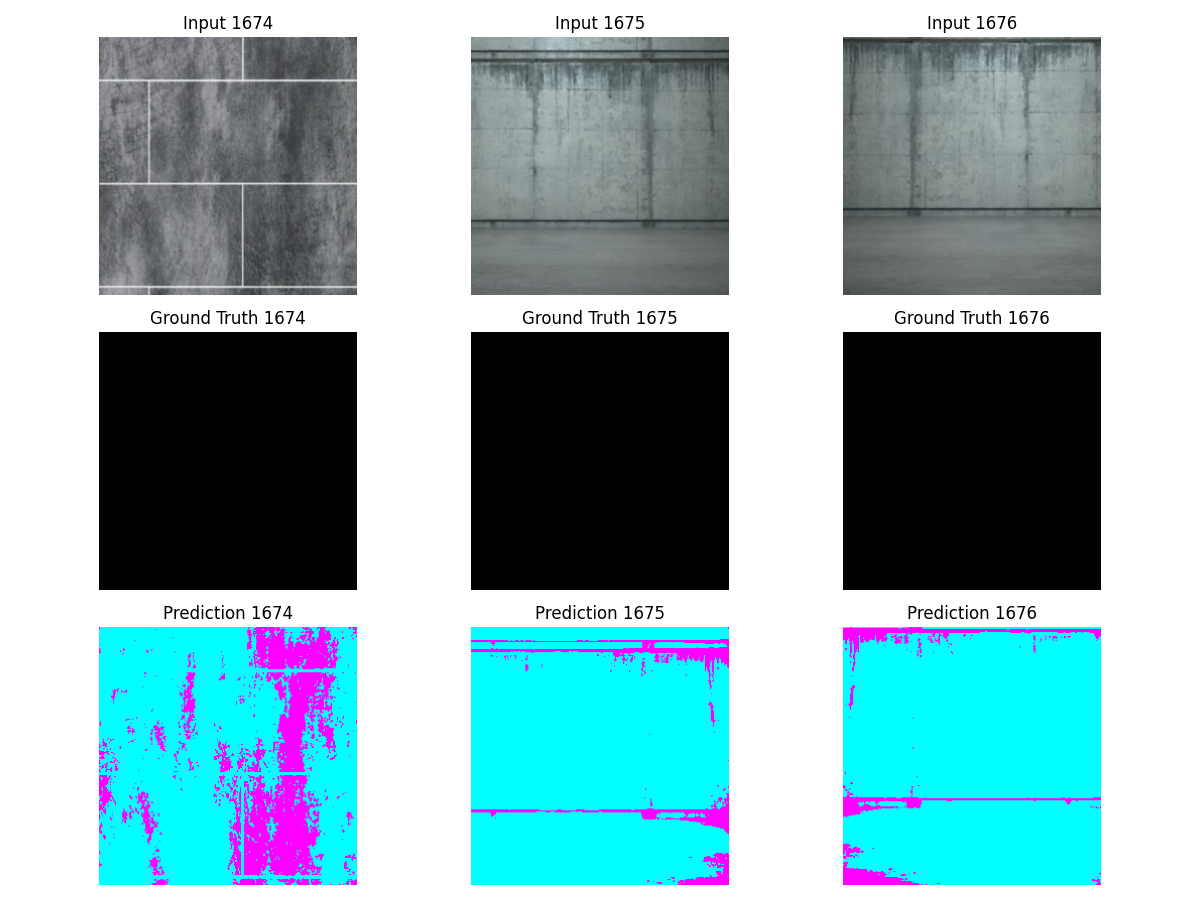 Input 1674
Input 1675
Input 1676
Ground Truth 1674
Ground Truth 1675
Ground Truth 1676
Prediction 1674
Prediction 1675
Prediction 1676